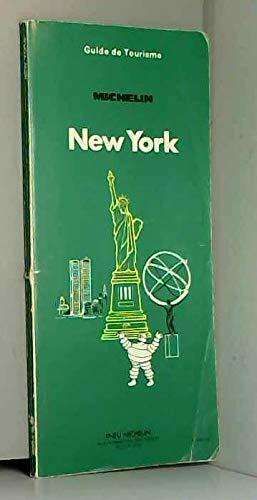 Guide de Tourisme
MICHELIN
New York
PNEU MICHELIN